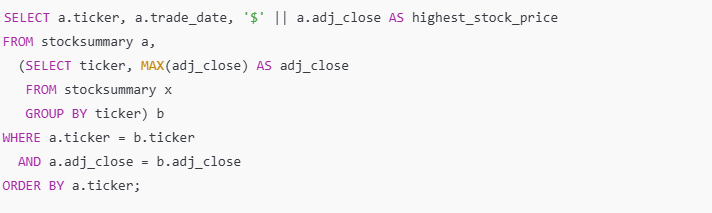 SELECT a.ticker, a.trade_date, '$' || a.adj_close AS highest_stock_price
FROM stocksummary a,
  (SELECT ticker, MAX(adj_close) AS adj_close
   FROM stocksummary x
   GROUP BY ticker) b
WHERE a.ticker = b.ticker
  AND a.adj_close = b.adj_close
ORDER BY a.ticker;